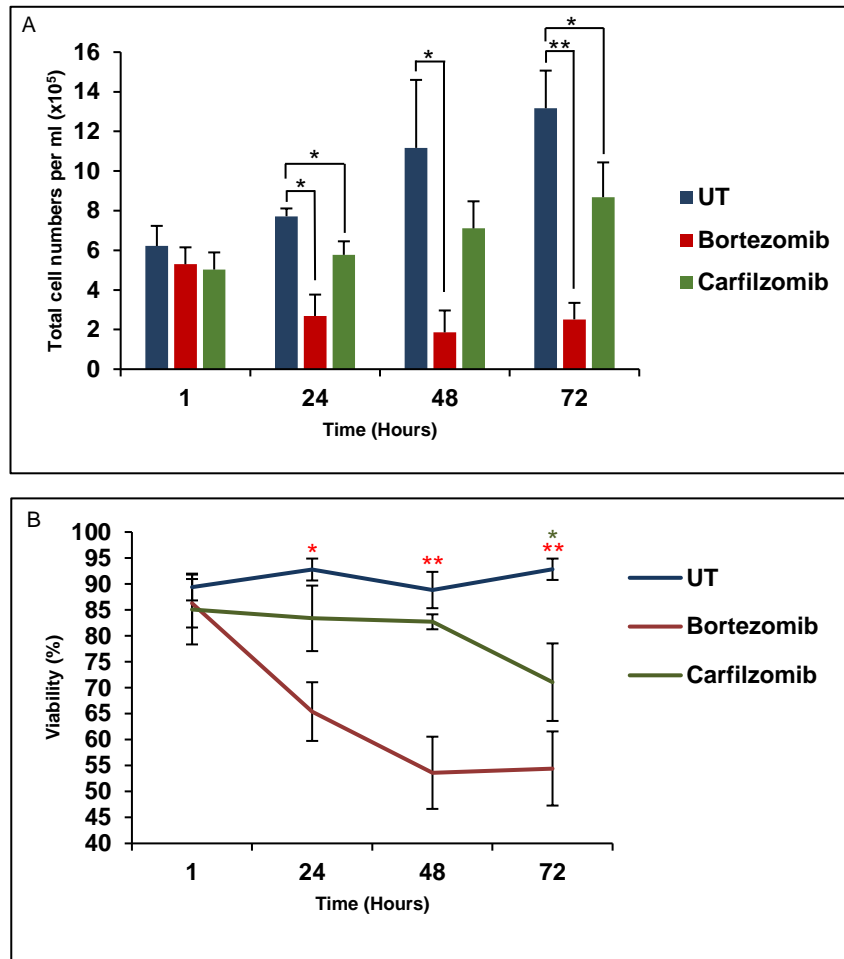 A
Total cell numbers per ml (x10⁵)
16
14
12
10
8
6
4
2
0
*
*
*
**
*
1 24 48 72
Time (Hours)
UT
Bortezomib
Carfilzomib
B
Viability (%)
100
95
90
85
80
75
70
65
60
55
50
45
40
*
**
*
**
1 24 48 72
Time (Hours)
UT
Bortezomib
Carfilzomib